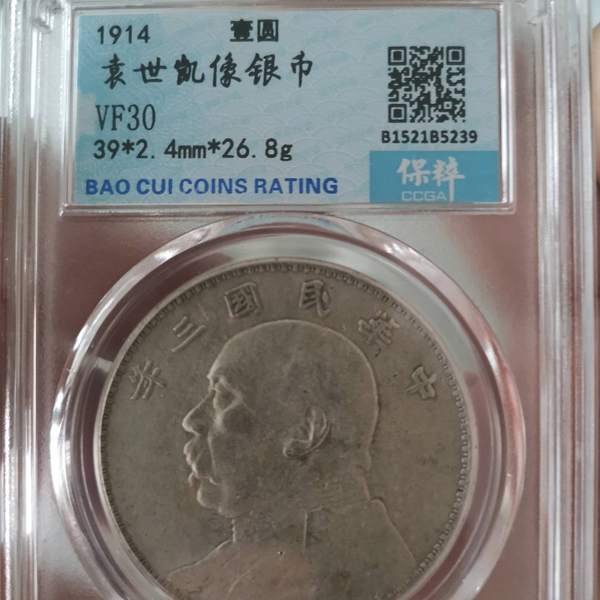 1914 壹圆
袁世凯像银币
VF30
39*2.4mm*26.8g
BAO CUI COINS RATING
B1521B5239
保粹
CCGA
年三國民華中